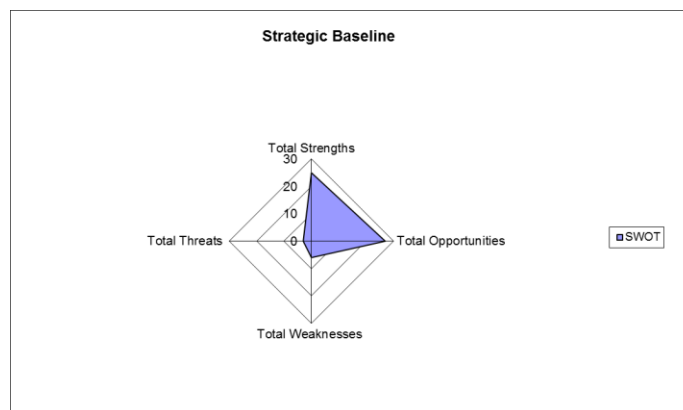 Strategic Baseline
Total Strengths
30
20
10
0
Total Threats
Total Opportunities
Total Weaknesses
SWOT